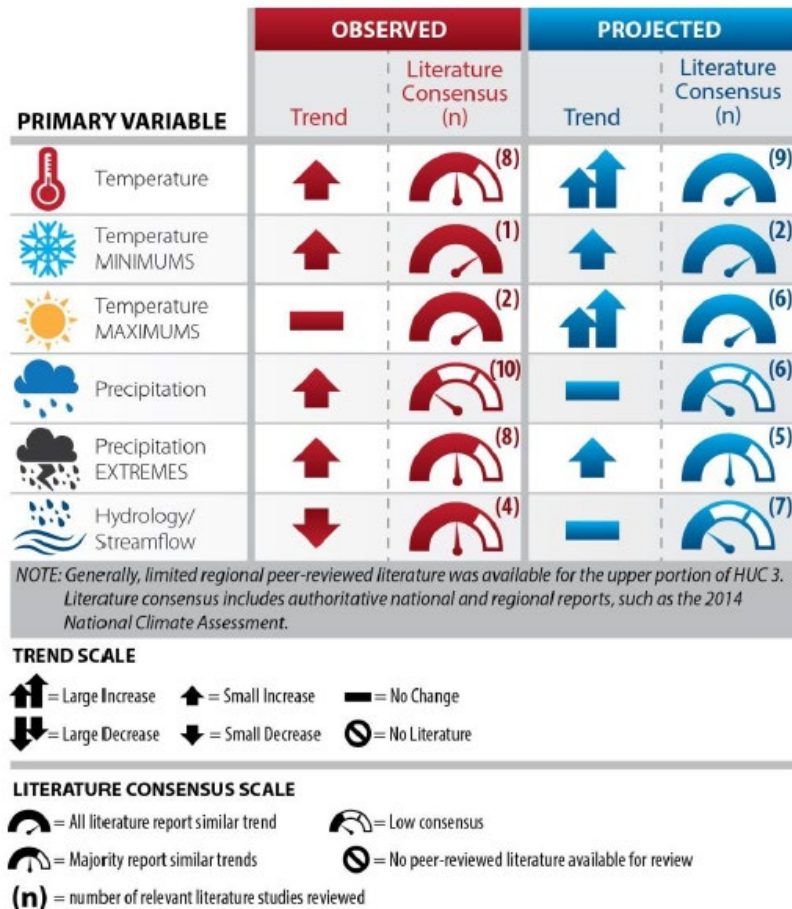 OBSERVED PROJECTED
PRIMARY VARIABLE Trend Literature Consensus (n) Trend Literature Consensus (n)
Temperature (8) (9)
Temperature MINIMUMS (1) (2)
Temperature MAXIMUMS (2) (6)
Precipitation (10) (6)
Precipitation EXTREMES (8) (5)
Hydrology/ Streamflow (4) (7)
NOTE: Generally, limited regional peer-reviewed literature was available for the upper portion of HUC 3.
Literature consensus includes authoritative national and regional reports, such as the 2014
National Climate Assessment.
TREND SCALE
= Large Increase = Small Increase = No Change
= Large Decrease = Small Decrease = No Literature
LITERATURE CONSENSUS SCALE
= All literature report similar trend = Low consensus
= Majority report similar trends = No peer-reviewed literature available for review
(n) = number of relevant literature studies reviewed